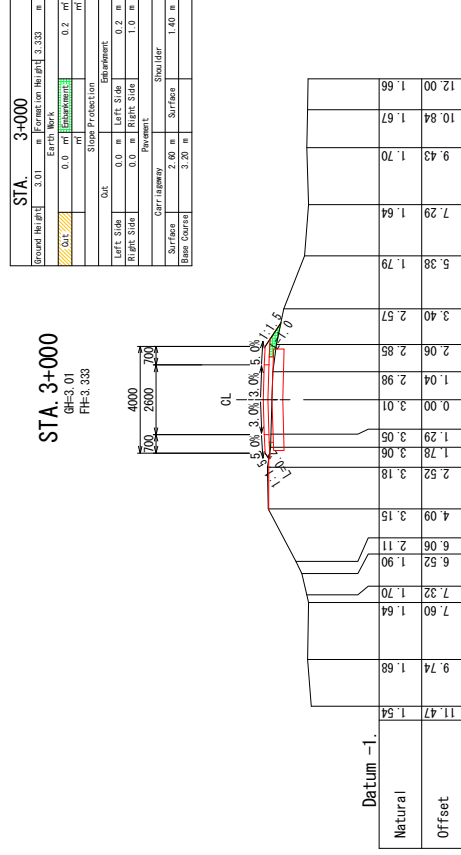 STA. 3+000
Ground Height 3.01 m Formation Height 3.333 m
Earth Work
Cut 0.0 ㎡ Embankment 0.2 ㎡
㎡ ㎡
Slope Protection
Cut Embankment
Left Side 0.0 m Left Side 0.2 m
Right Side 0.0 m Right Side 1.0 m
Pavement
Carriageway Shoulder
Surface 2.60 m Surface 1.40 m
Base Course 3.20 m
STA. 3+000
GH=3.01
FH=3.333
4000
700 2600 700
CL
5.0% 3.0% 3.0% 5.0%
1:1.5 1:1.5
Datum -1.
Natural 1.54 1.68 1.64 1.70 1.90 2.11 3.15 3.18 3.06 3.05 3.01 2.98 2.85 2.57 1.79 1.64 1.70 1.67 1.66
Offset 11.47 9.74 7.60 7.32 6.52 6.06 4.09 2.52 1.78 1.29 0.00 1.04 2.06 3.40 5.38 7.29 9.43 10.84 12.00